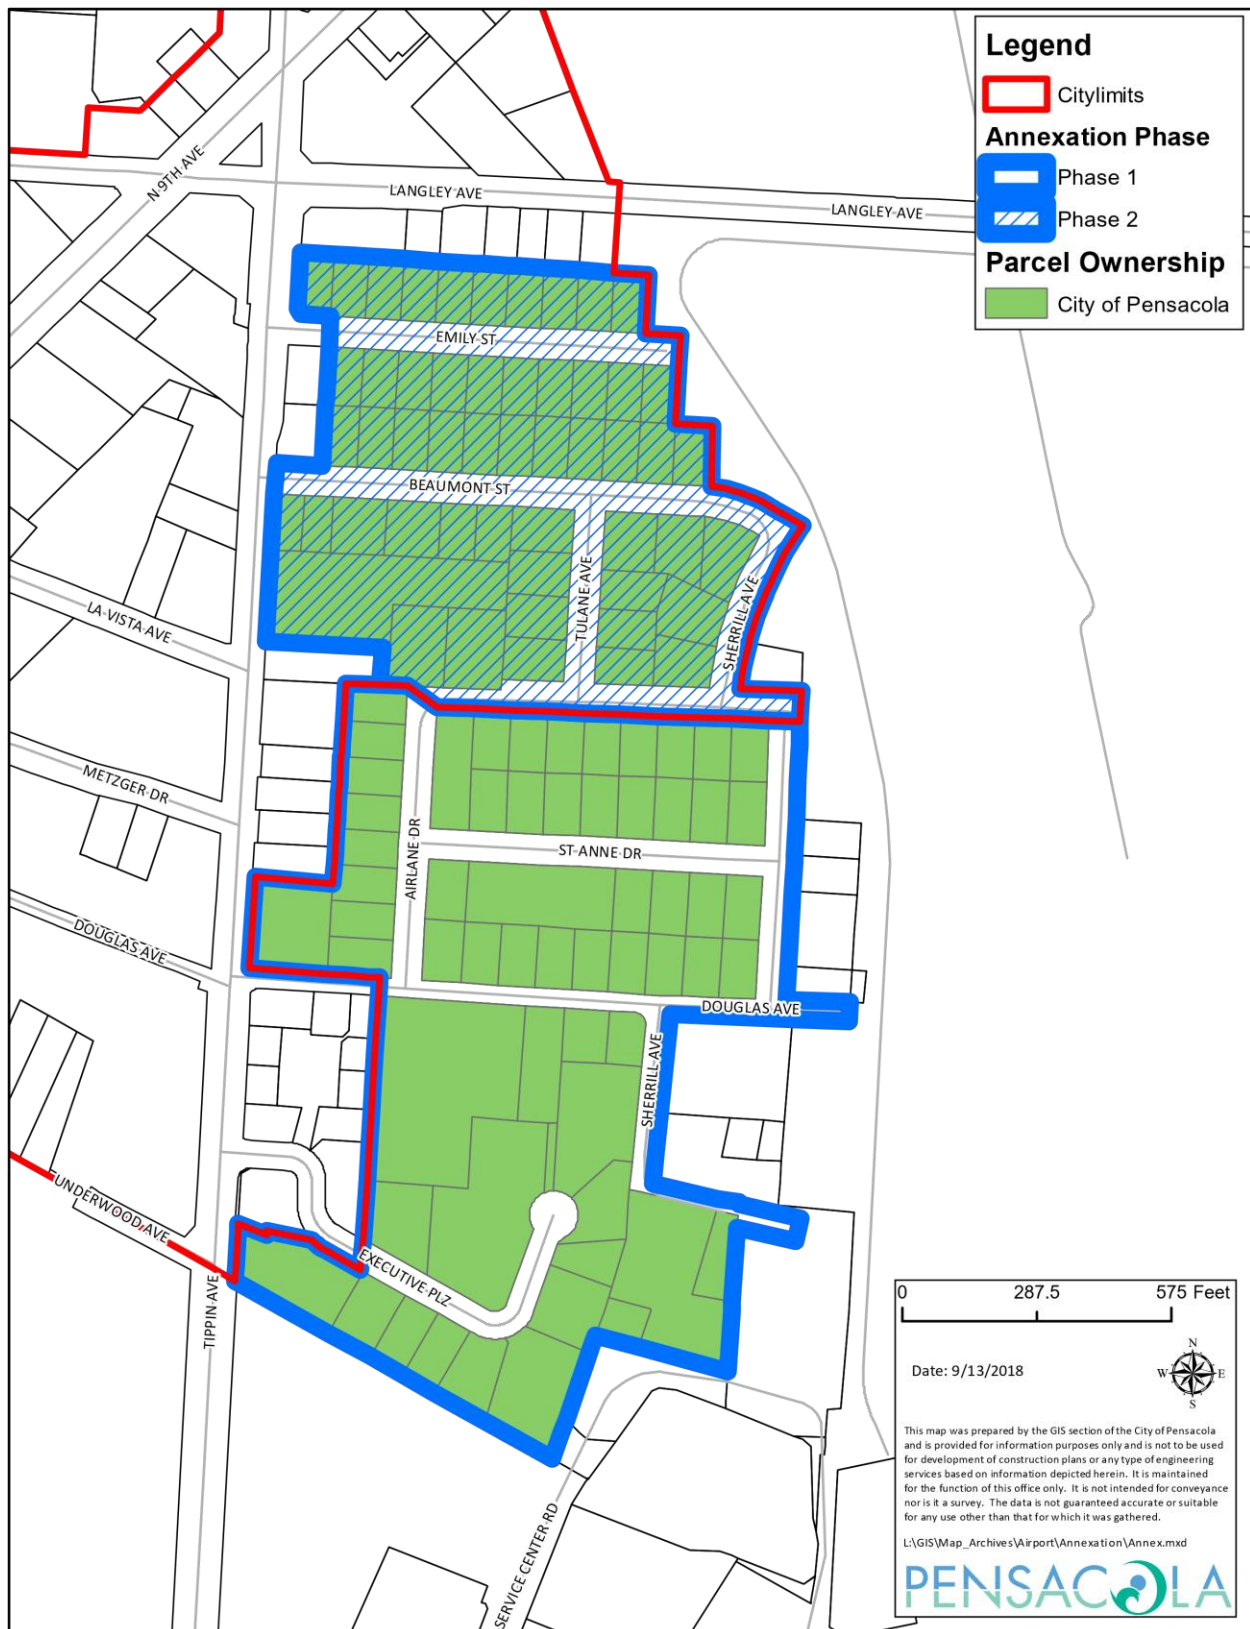 Legend
Citylimits
Annexation Phase
Phase 1
Phase 2
Parcel Ownership
City of Pensacola
N 9TH AVE
LANGLEY AVE
LANGLEY AVE
EMILY ST
BEAUMONT ST
TULANE AVE
SHERRILL AVE
LA VISTA AVE
METZGER DR
AIRLANE DR
ST ANNE DR
DOUGLAS AVE
DOUGLAS AVE
SHERRILL AVE
UNDERWOOD AVE
EXECUTIVE PLZ
TIPPIN AVE
SERVICE CENTER RD
0 287.5 575 Feet
Date: 9/13/2018
N
W E
S
This map was prepared by the GIS section of the City of Pensacola
and is provided for information purposes only and is not to be used
for development of construction plans or any type of engineering
services based on information depicted herein. It is maintained
for the function of this office only. It is not intended for conveyance
nor is it a survey. The data is not guaranteed accurate or suitable
for any use other than that for which it was gathered.
L:\GIS\Map_Archives\Airport\Annexation\Annex.mxd
PENSACOLA